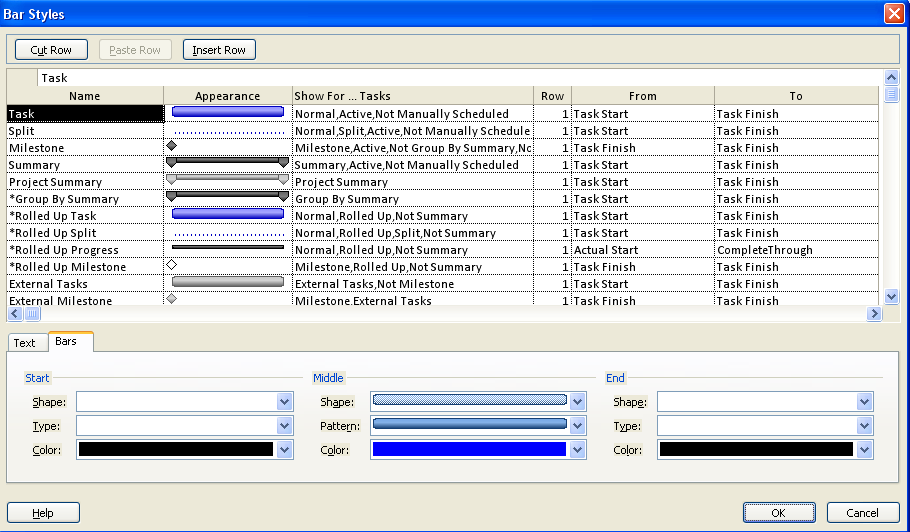 Bar Styles
Cut Row Paste Row Insert Row
Task
Name Appearance Show For ... Tasks Row From To
Task Normal,Active,Not Manually Scheduled 1 Task Start Task Finish
Split Normal,Split,Active,Not Manually Schedule 1 Task Start Task Finish
Milestone Milestone,Active,Not Group By Summary,No 1 Task Finish Task Finish
Summary Summary,Active,Not Manually Scheduled 1 Task Start Task Finish
Project Summary Project Summary 1 Task Start Task Finish
*Group By Summary Group By Summary 1 Task Start Task Finish
*Rolled Up Task Normal,Rolled Up,Not Summary 1 Task Start Task Finish
*Rolled Up Split Normal,Rolled Up,Split,Not Summary 1 Task Start Task Finish
*Rolled Up Progress Normal,Rolled Up,Not Summary 1 Actual Start CompleteThrough
*Rolled Up Milestone Milestone,Rolled Up,Not Summary 1 Task Finish Task Finish
External Tasks External Tasks,Not Milestone 1 Task Start Task Finish
External Milestone Milestone,External Tasks 1 Task Finish Task Finish
Text Bars
Start Middle End
Shape: Shape: Shape:
Type: Pattern: Type:
Color: Color: Color:
Help OK Cancel